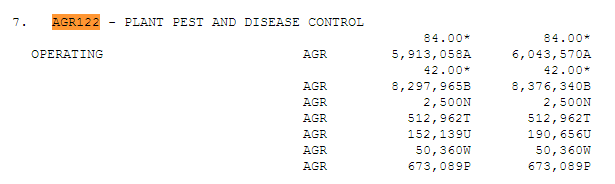 7. AGR122 - PLANT PEST AND DISEASE CONTROL
84.00* 84.00*
OPERATING AGR 5,913,058A 6,043,570A
42.00* 42.00*
AGR 8,297,965B 8,376,340B
AGR 2,500N 2,500N
AGR 512,962T 512,962T
AGR 152,139U 190,656U
AGR 50,360W 50,360W
AGR 673,089P 673,089P